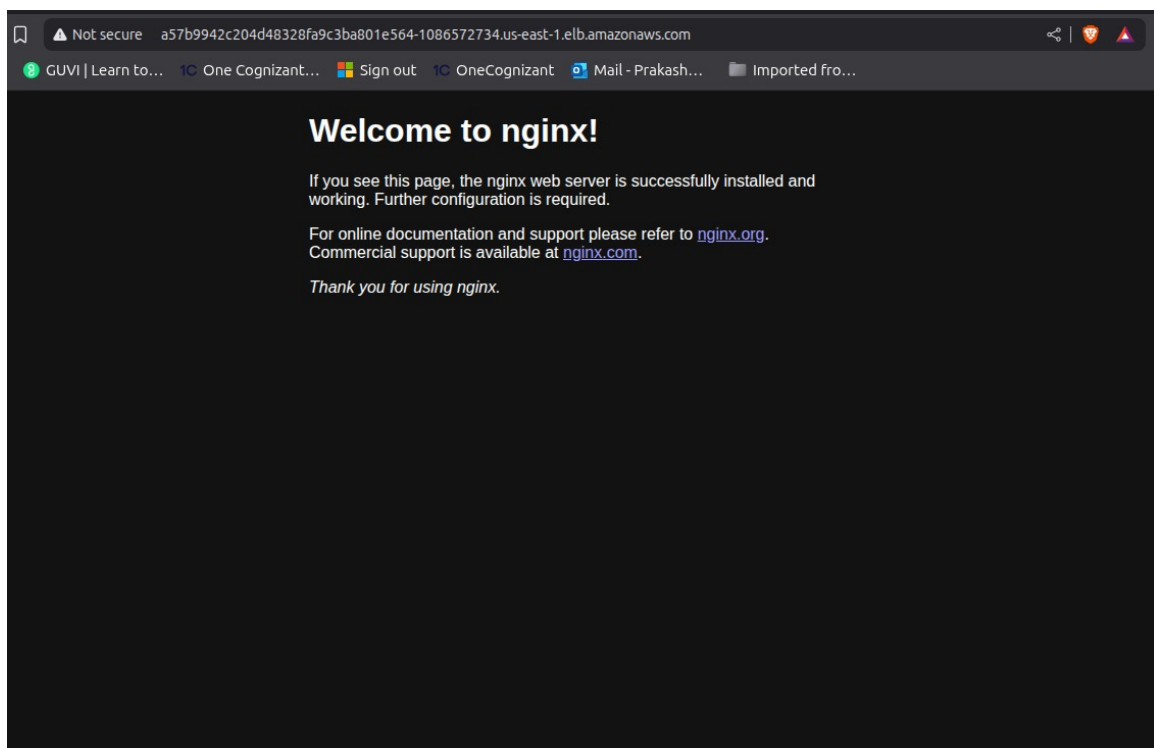 Not secure a57b9942c204d48328fa9c3ba801e564-1086572734.us-east-1.elb.amazonaws.com
GUVI | Learn to... 1C One Cognizant... Sign out 1C OneCognizant Mail - Prakash... Imported fro...
Welcome to nginx!
If you see this page, the nginx web server is successfully installed and
working. Further configuration is required.
For online documentation and support please refer to nginx.org.
Commercial support is available at nginx.com.
Thank you for using nginx.